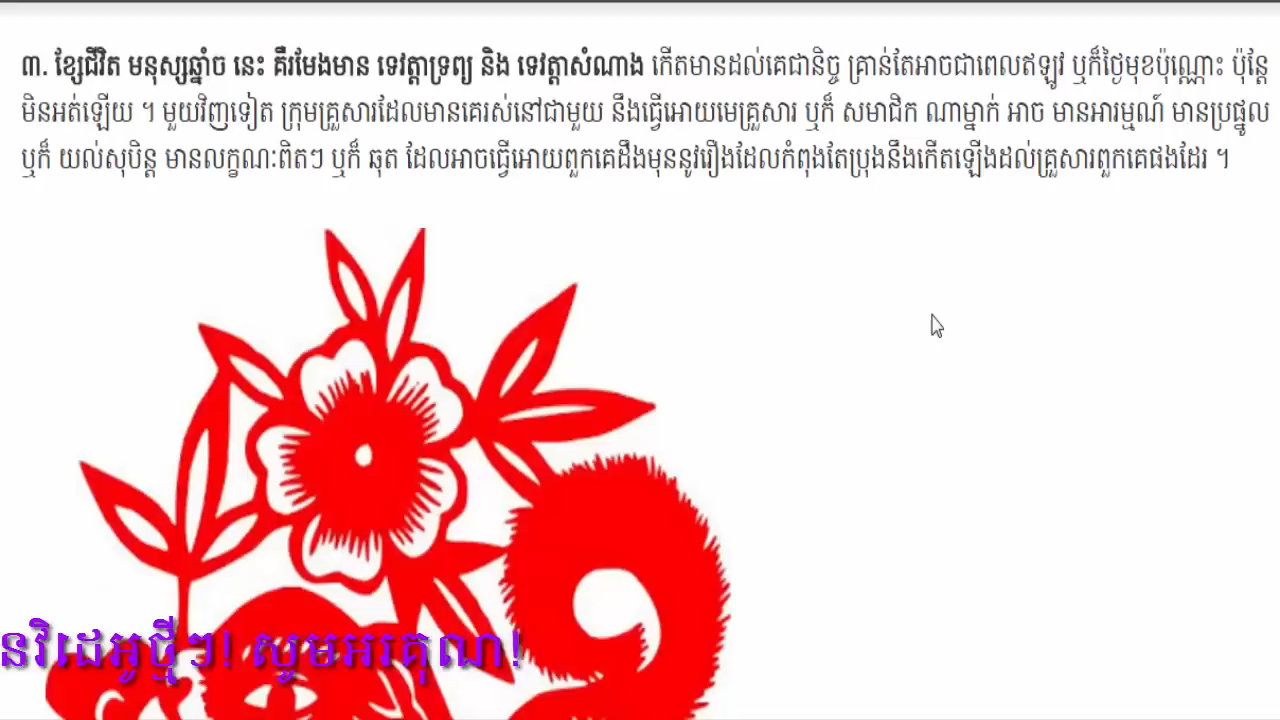 ៣. ខ្សែជីវិត មនុស្សឆ្នាំច នេះ គឺរមែងមាន ទេវត្តាទ្រព្យ និង ទេវត្តាសំណាង កើតមានដល់គេជានិច្ច គ្រាន់តែអាចជាពេលឥឡូវ ឬក៏ថ្ងៃមុខប៉ុណ្ណោះ ប៉ុន្តែ
មិនអត់ឡើយ ។ មួយវិញទៀត ក្រុមគ្រួសារដែលមានគេរស់នៅជាមួយ នឹងធ្វើអោយមេគ្រួសារ ឬក៏ សមាជិក ណាម្នាក់ អាច មានអារម្មណ៍ មានប្រផ្នូល
ឬក៏ យល់សុបិន្ត មានលក្ខណៈពិតៗ ឬក៏ ឆុត ដែលអាចធ្វើអោយពួកគេដឹងមុននូវរឿងដែលកំពុងតែប្រុងនឹងកើតឡើងដល់គ្រួសារពួកគេផងដែរ ។
នវិដេអូថ្មីៗ! សូមអរគុណ!